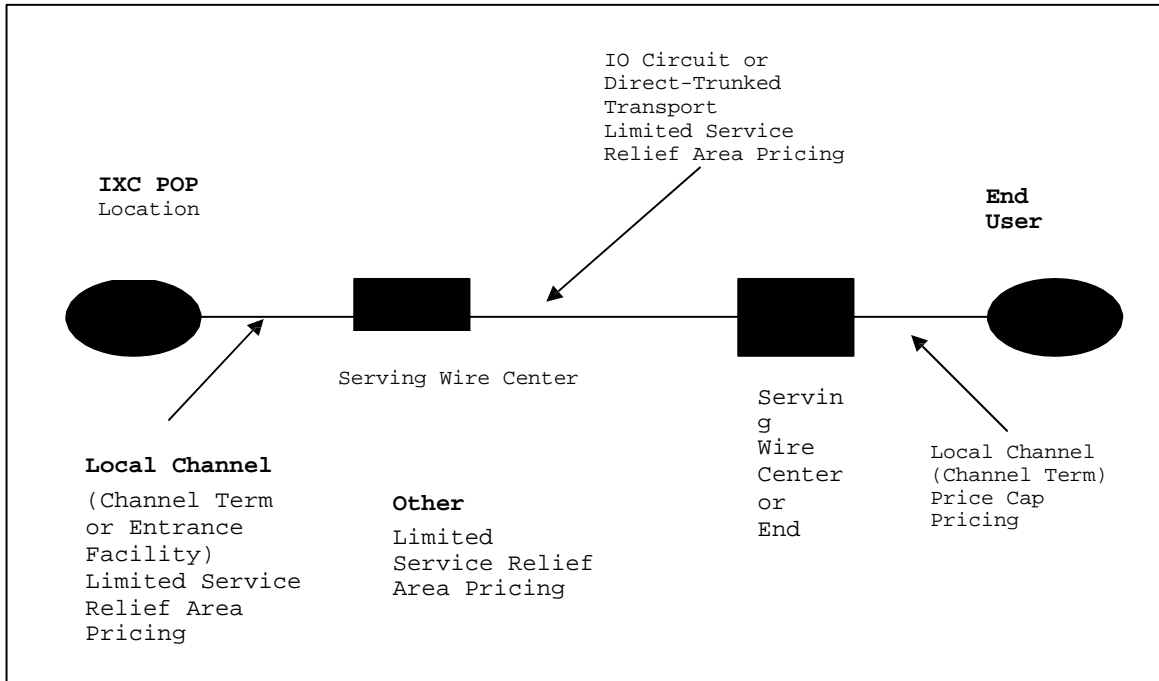 IO Circuit or
Direct-Trunked
Transport
Limited Service
Relief Area Pricing
IXC POP
Location
End
User
Serving Wire Center
Servin
g
Wire
Center
or
End
Local Channel
(Channel Term
or Entrance
Facility)
Limited Service
Relief Area
Pricing
Other
Limited
Service Relief
Area Pricing
Local Channel
(Channel Term)
Price Cap
Pricing